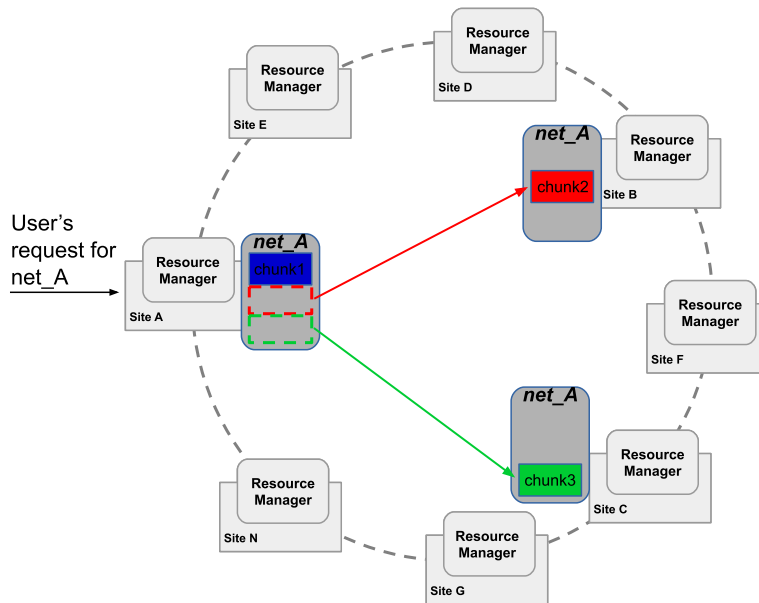 Resource
Manager
Site D
Resource
Manager
Site E
net_A
chunk2
Resource
Manager
Site B
User's
request for
net_A
Resource
Manager
Site A
net_A
chunk1
Resource
Manager
Site F
net_A
chunk3
Resource
Manager
Site C
Resource
Manager
Site N
Resource
Manager
Site G